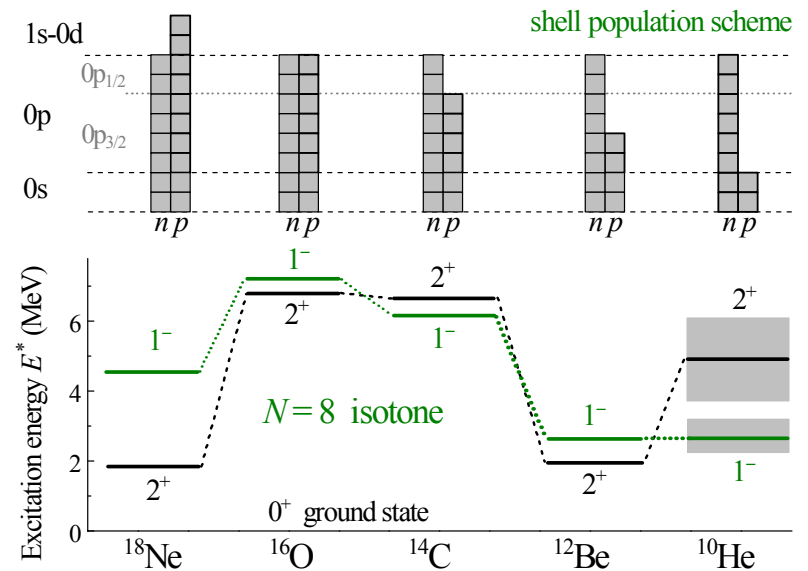 shell population scheme
1s-0d
0p1/2
0p
0p3/2
0s
n p n p n p n p n p
Excitation energy E* (MeV)
6
4
2
0
1⁻ 1⁻ 1⁻ 1⁻ 1⁻
2⁺ 2⁺ 2⁺ 2⁺ 2⁺
N = 8 isotone
0⁺ ground state
¹⁸Ne ¹⁶O ¹⁴C ¹²Be ¹⁰He